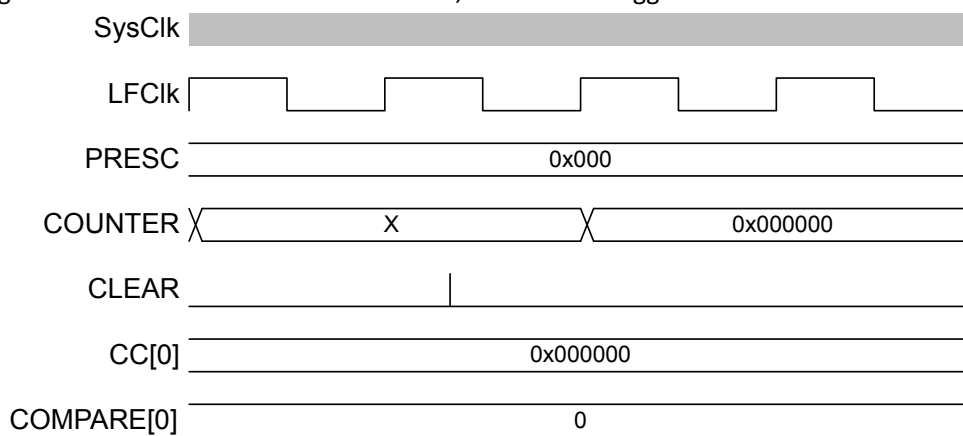 SysClk
LFClk
PRESC 0x000
COUNTER X 0x000000
CLEAR
CC[0] 0x000000
COMPARE[0] 0